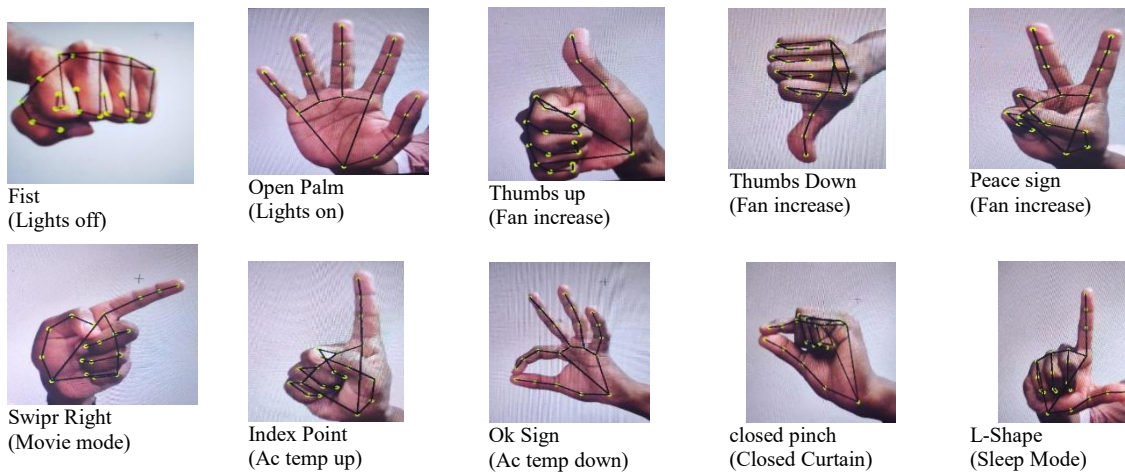 Fist
(Lights off)
Open Palm
(Lights on)
Thumbs up
(Fan increase)
Thumbs Down
(Fan increase)
Peace sign
(Fan increase)
Swipr Right
(Movie mode)
Index Point
(Ac temp up)
Ok Sign
(Ac temp down)
closed pinch
(Closed Curtain)
L-Shape
(Sleep Mode)